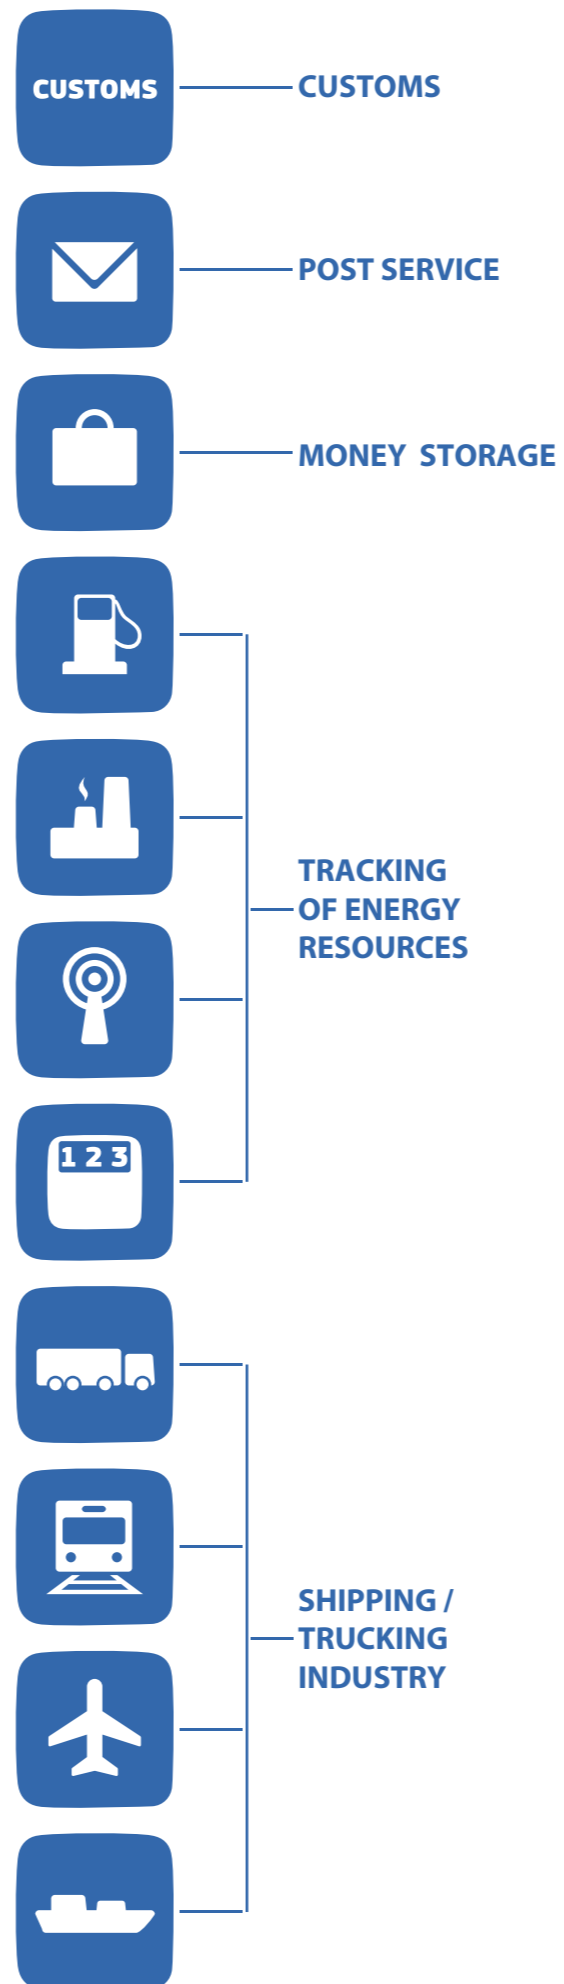 CUSTOMS
CUSTOMS
POST SERVICE
MONEY STORAGE
TRACKING
OF ENERGY
RESOURCES
1 2 3
SHIPPING /
TRUCKING
INDUSTRY